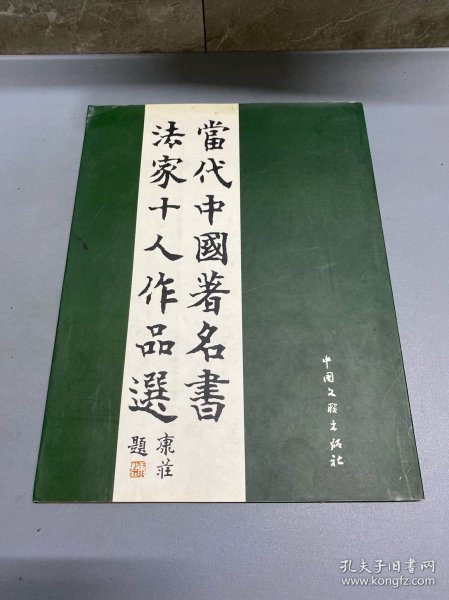 當代中國著名書
法家十人作品選
康莊
題
中国文联出版社
孔夫子旧书网
www.kongfz.com